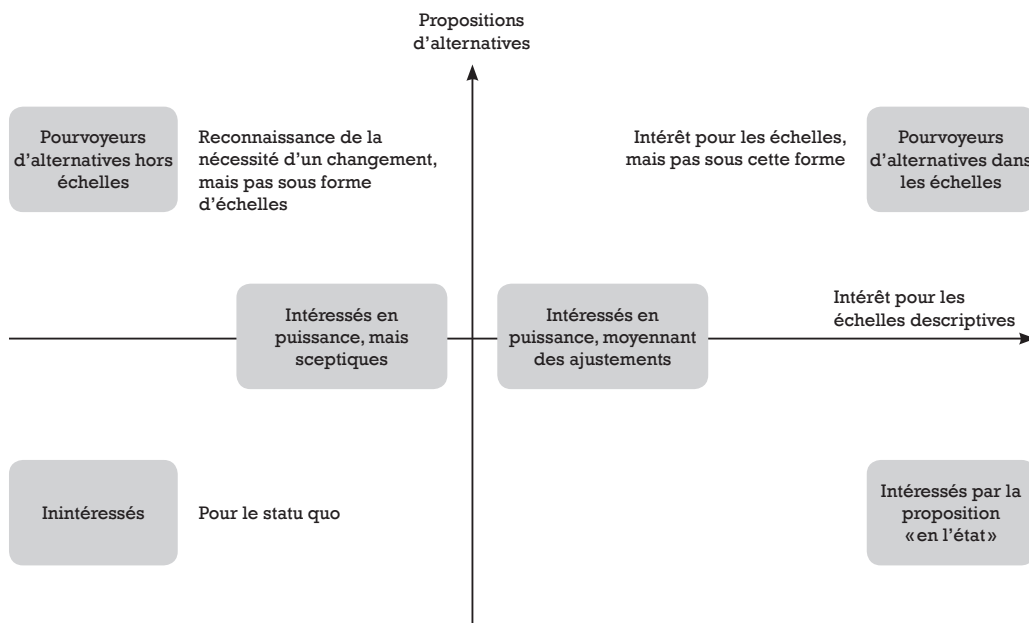 Propositions
d’alternatives
Pourvoyeurs
d’alternatives hors
échelles
Reconnaissance de la
nécessité d’un changement,
mais pas sous forme
d’échelles
Intérêt pour les échelles,
mais pas sous cette forme
Pourvoyeurs
d’alternatives dans
les échelles
Intéressés en
puissance, mais
sceptiques
Intéressés en
puissance, moyennant
des ajustements
Intérêt pour les
échelles descriptives
Inintéressés
Pour le statu quo
Intéressés par la
proposition
«en l’état»